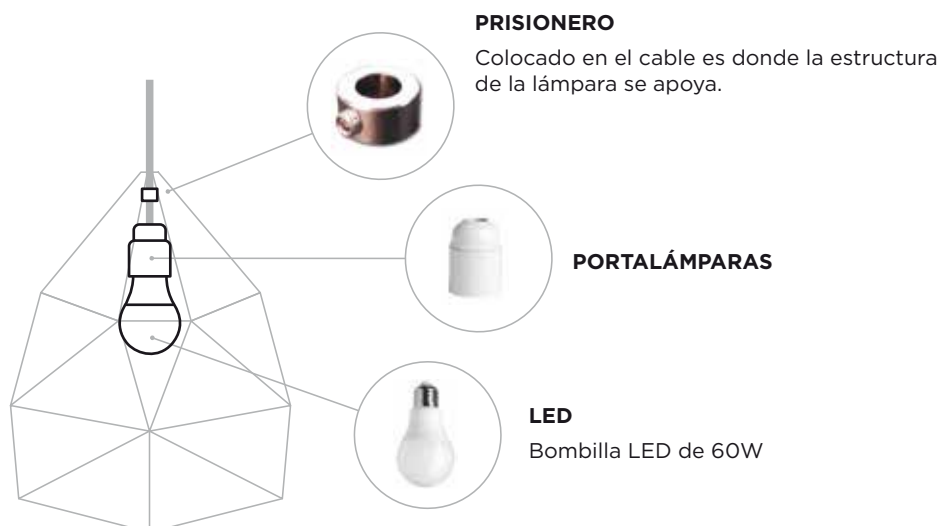 PRISIONERO
Colocado en el cable es donde la estructura
de la lámpara se apoya.
PORTALÁMPARAS
LED
Bombilla LED de 60W